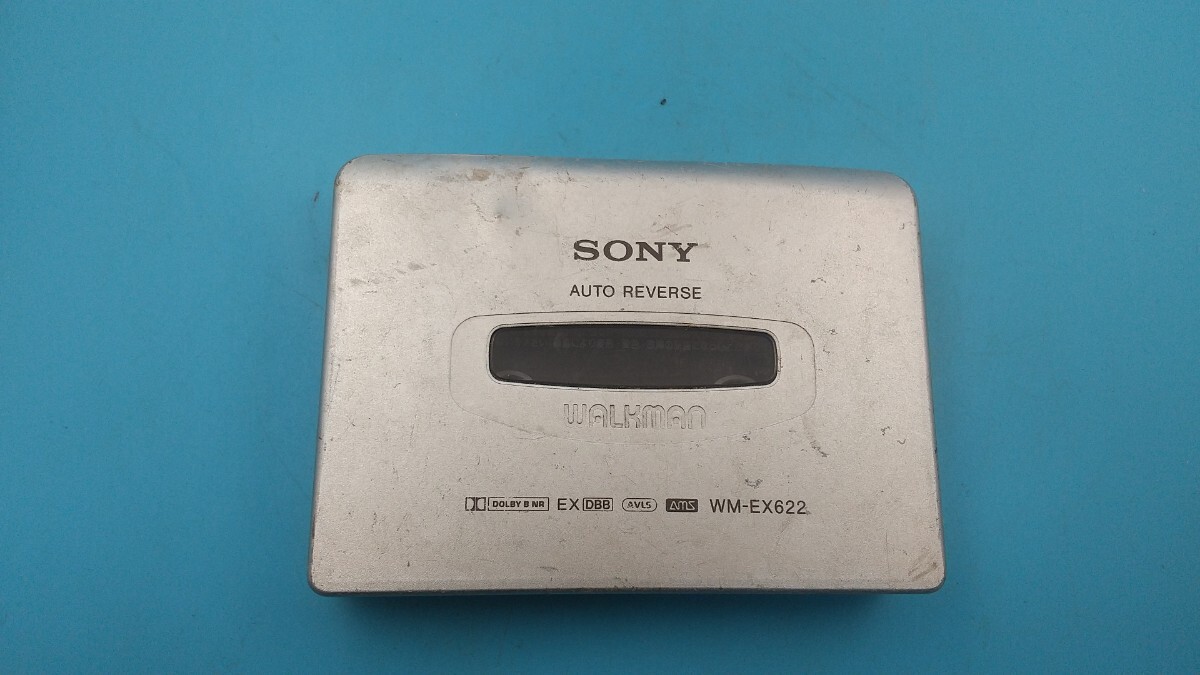 SONY
AUTO REVERSE
WALKMAN
DOLBY B NR EX DBB AVLS AMS WM-EX622